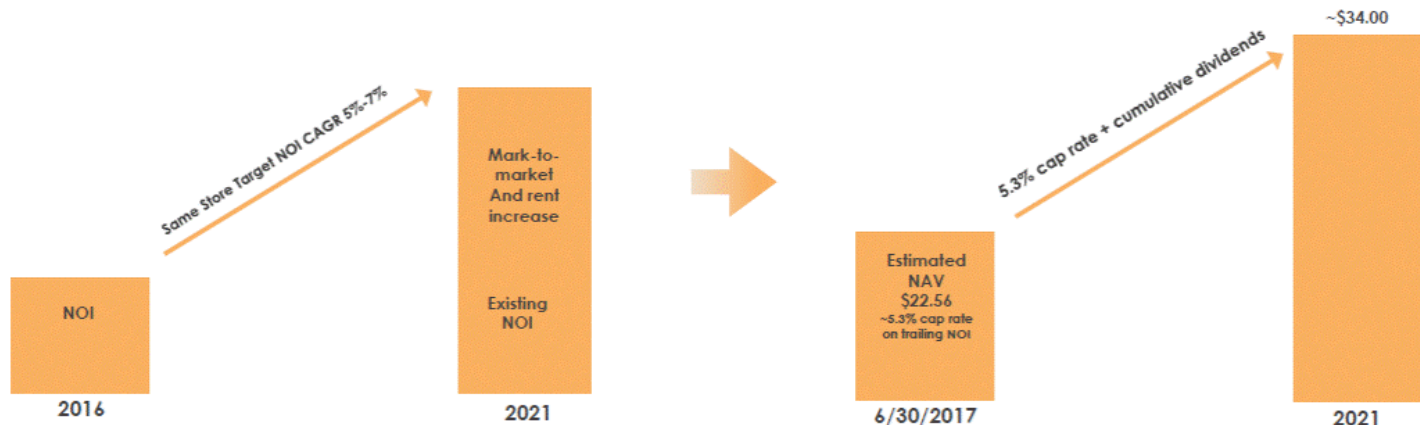 Same Store Target NOI CAGR 5%-7%
NOI
2016
Mark-to-
market
And rent
increase
Existing
NOI
2021
5.3% cap rate + cumulative dividends
Estimated
NAV
$22.56
~5.3% cap rate
on trailing NOI
6/30/2017
~$34.00
2021